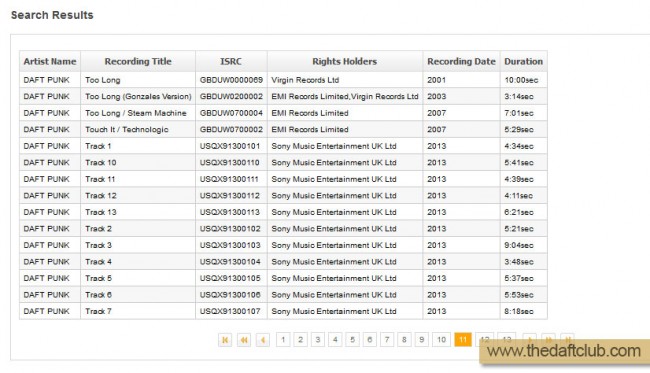 Search Results
Artist Name Recording Title ISRC Rights Holders Recording Date Duration
DAFT PUNK Too Long GBDUW0000069 Virgin Records Ltd 2001 10:00sec
DAFT PUNK Too Long (Gonzales Version) GBDUW0200002 EMI Records Limited,Virgin Records Ltd 2003 3:14sec
DAFT PUNK Too Long / Steam Machine GBDUW0700004 EMI Records Limited 2007 7:01sec
DAFT PUNK Touch It / Technologic GBDUW0700002 EMI Records Limited 2007 5:29sec
DAFT PUNK Track 1 USQX91300101 Sony Music Entertainment UK Ltd 2013 4:34sec
DAFT PUNK Track 10 USQX91300110 Sony Music Entertainment UK Ltd 2013 5:41sec
DAFT PUNK Track 11 USQX91300111 Sony Music Entertainment UK Ltd 2013 4:39sec
DAFT PUNK Track 12 USQX91300112 Sony Music Entertainment UK Ltd 2013 4:11sec
DAFT PUNK Track 13 USQX91300113 Sony Music Entertainment UK Ltd 2013 6:21sec
DAFT PUNK Track 2 USQX91300102 Sony Music Entertainment UK Ltd 2013 5:21sec
DAFT PUNK Track 3 USQX91300103 Sony Music Entertainment UK Ltd 2013 9:04sec
DAFT PUNK Track 4 USQX91300104 Sony Music Entertainment UK Ltd 2013 3:48sec
DAFT PUNK Track 5 USQX91300105 Sony Music Entertainment UK Ltd 2013 5:37sec
DAFT PUNK Track 6 USQX91300106 Sony Music Entertainment UK Ltd 2013 5:53sec
DAFT PUNK Track 7 USQX91300107 Sony Music Entertainment UK Ltd 2013 8:18sec
1 2 3 4 5 6 7 8 9 10 11 12 13
www.thedaftclub.com